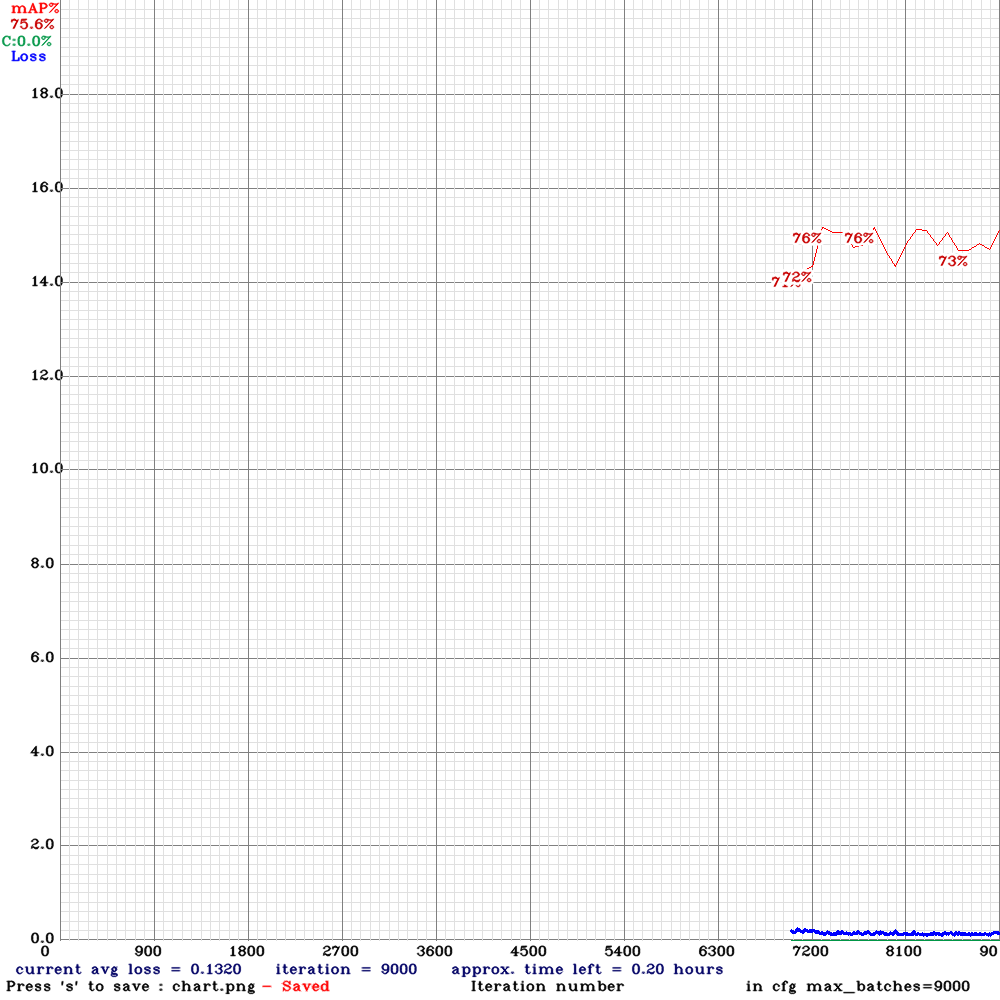 mAP%
75.6%
C:0.0%
Loss
18.0
16.0
76% 76%
73%
72%
14.0
12.0
10.0
8.0
6.0
4.0
2.0
0.0
0 900 1800 2700 3600 4500 5400 6300 7200 8100 90
current avg loss = 0.1320 iteration = 9000 approx. time left = 0.20 hours
Press 's' to save : chart.png - Saved Iteration number in cfg max_batches=9000